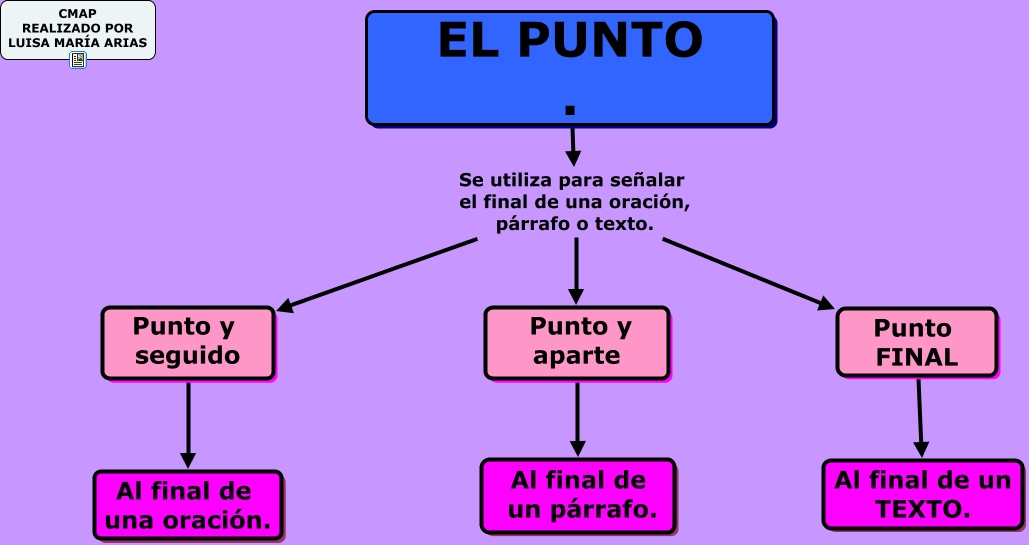 CMAP
REALIZADO POR
LUISA MARÍA ARIAS
EL PUNTO
.
Se utiliza para señalar
el final de una oración,
párrafo o texto.
Punto y
seguido
Punto y
aparte
Punto
FINAL
Al final de
una oración.
Al final de
un párrafo.
Al final de un
TEXTO.